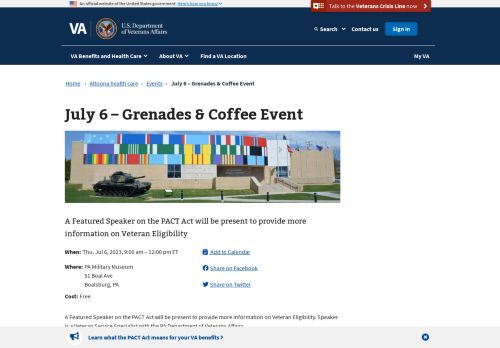 An official website of the United States government Here's how you know
Talk to the Veterans Crisis Line now
VA
U.S. Department
of Veterans Affairs
Search
Contact us
Sign in
VA Benefits and Health Care
About VA
Find a VA Location
My VA
Home › Altoona health care › Events › July 6 – Grenades & Coffee Event
July 6 – Grenades & Coffee Event
A Featured Speaker on the PACT Act will be present to provide more
information on Veteran Eligibility
When: Thu. Jul 6, 2023, 9:00 am – 12:00 pm ET
Add to Calendar
Where: PA Military Museum
51 Boal Ave
Boalsburg, PA
Share on Facebook
Share on Twitter
Cost: Free
A Featured Speaker on the PACT Act will be present to provide more information on Veteran Eligibility. Speaker
is a Veteran Service Specialist with the PA Department of Veterans Affairs.
Learn what the PACT Act means for your VA benefits